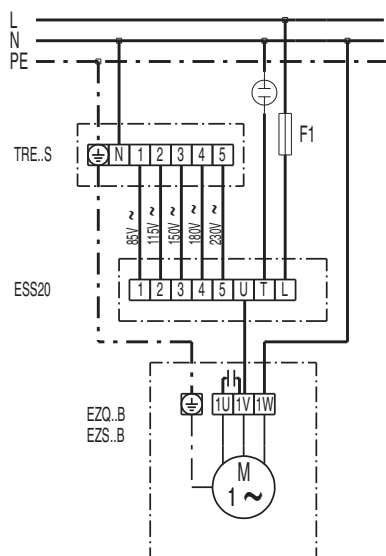 L
N
PE
F1
TRE..S
N 1 2 3 4 5
85V ~
115V ~
150V ~
180V ~
230V ~
ESS20
1 2 3 4 5 U T L
EZQ..B
EZS..B
1U 1V 1W
M
1 ~